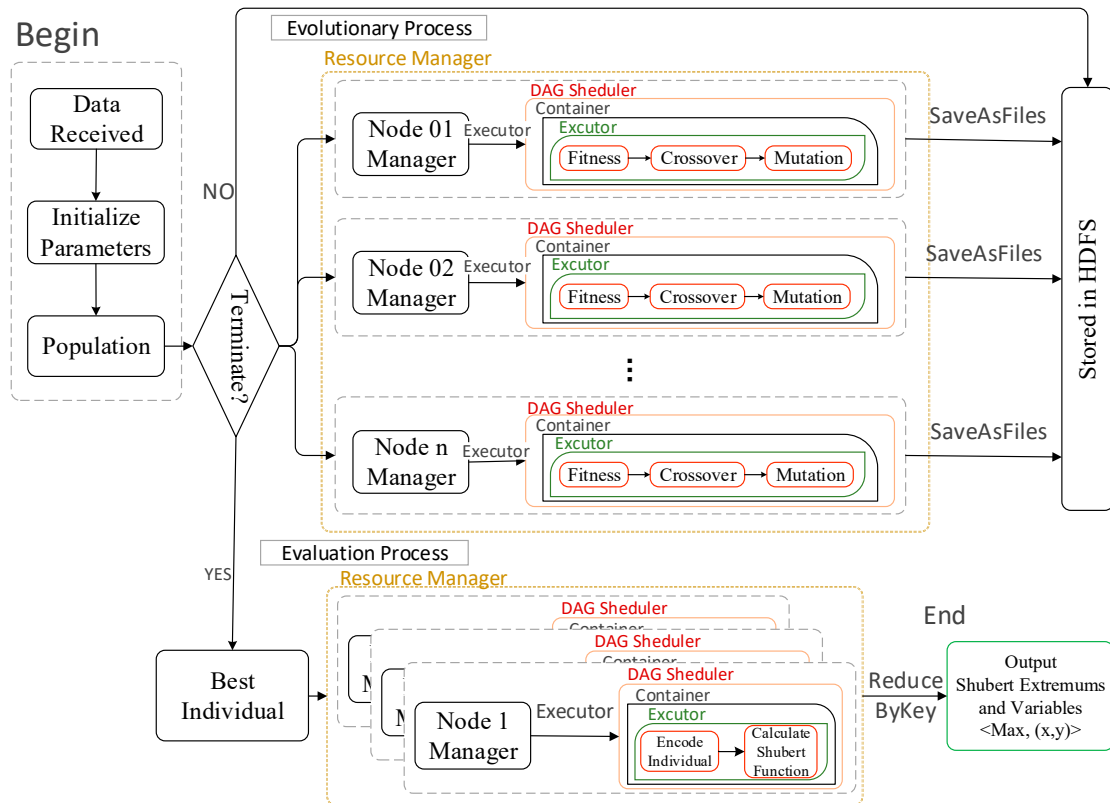 Begin
Data
Received
Initialize
Parameters
Population
Terminate?
NO
YES
Evolutionary Process
Resource Manager
Node 01
Manager
Executor
DAG Sheduler
Container
Excutor
Fitness
Crossover
Mutation
SaveAsFiles
Node 02
Manager
Executor
DAG Sheduler
Container
Excutor
Fitness
Crossover
Mutation
SaveAsFiles
...
Node n
Manager
Executor
DAG Sheduler
Container
Excutor
Fitness
Crossover
Mutation
SaveAsFiles
Stored in HDFS
Evaluation Process
Resource Manager
Best
Individual
DAG Sheduler
Container
DAG Sheduler
Container
DAG Sheduler
Container
Excutor
Node 1
Manager
Executor
Encode
Individual
Calculate
Shubert
Function
Reduce
ByKey
End
Output
Shubert Extremums
and Variables
<Max, (x,y)>